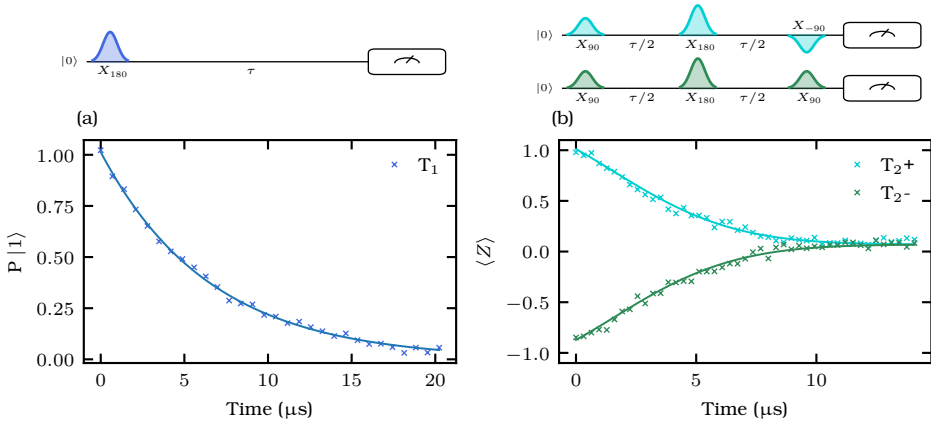 |0⟩
X₁₈₀
τ
|0⟩
X₉₀
τ/2
X₁₈₀
τ/2
X₋₉₀
|0⟩
X₉₀
τ/2
X₁₈₀
τ/2
X₉₀
(a)
P |1⟩
1.00
0.75
0.50
0.25
0.00
T₁
0 5 10 15 20
Time (μs)
(b)
⟨Z⟩
1.0
0.5
0.0
−0.5
−1.0
T₂+
T₂-
0 5 10
Time (μs)